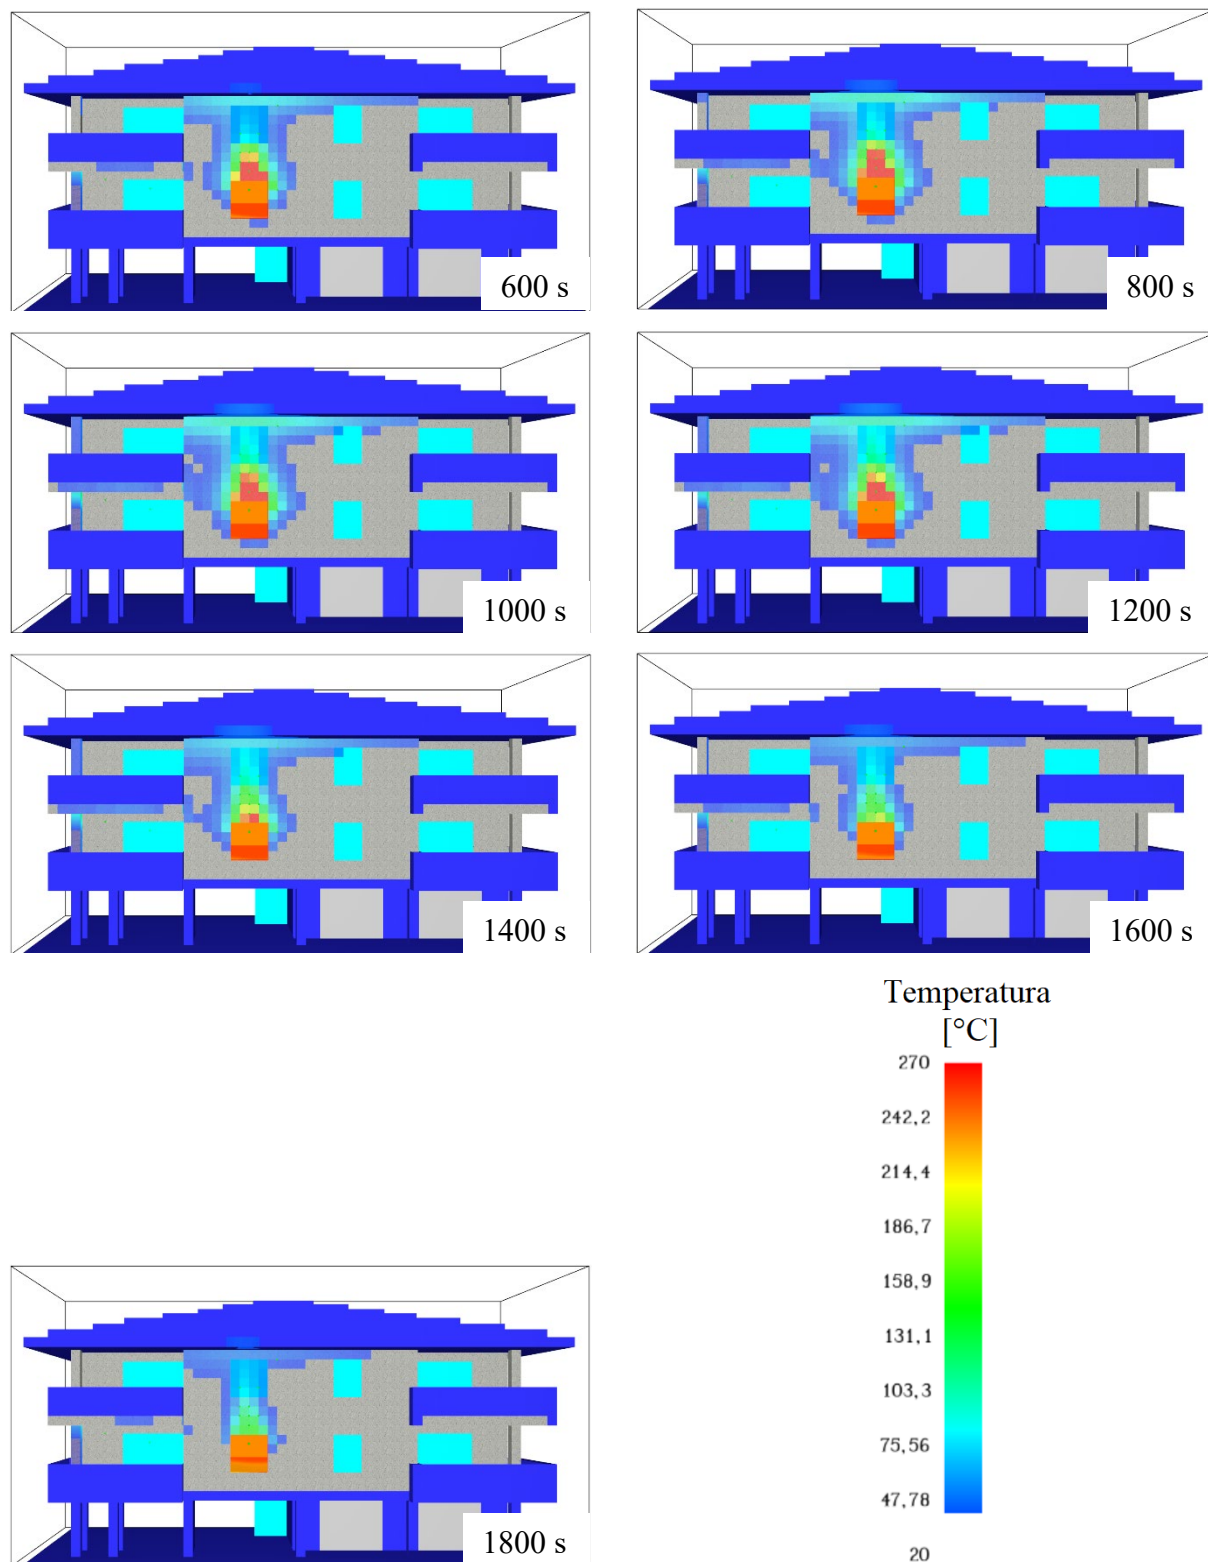 600 s
800 s
1000 s
1200 s
1400 s
1600 s
Temperatura
[°C]
270
242,2
214,4
186,7
158,9
131,1
103,3
75,56
47,78
20
1800 s